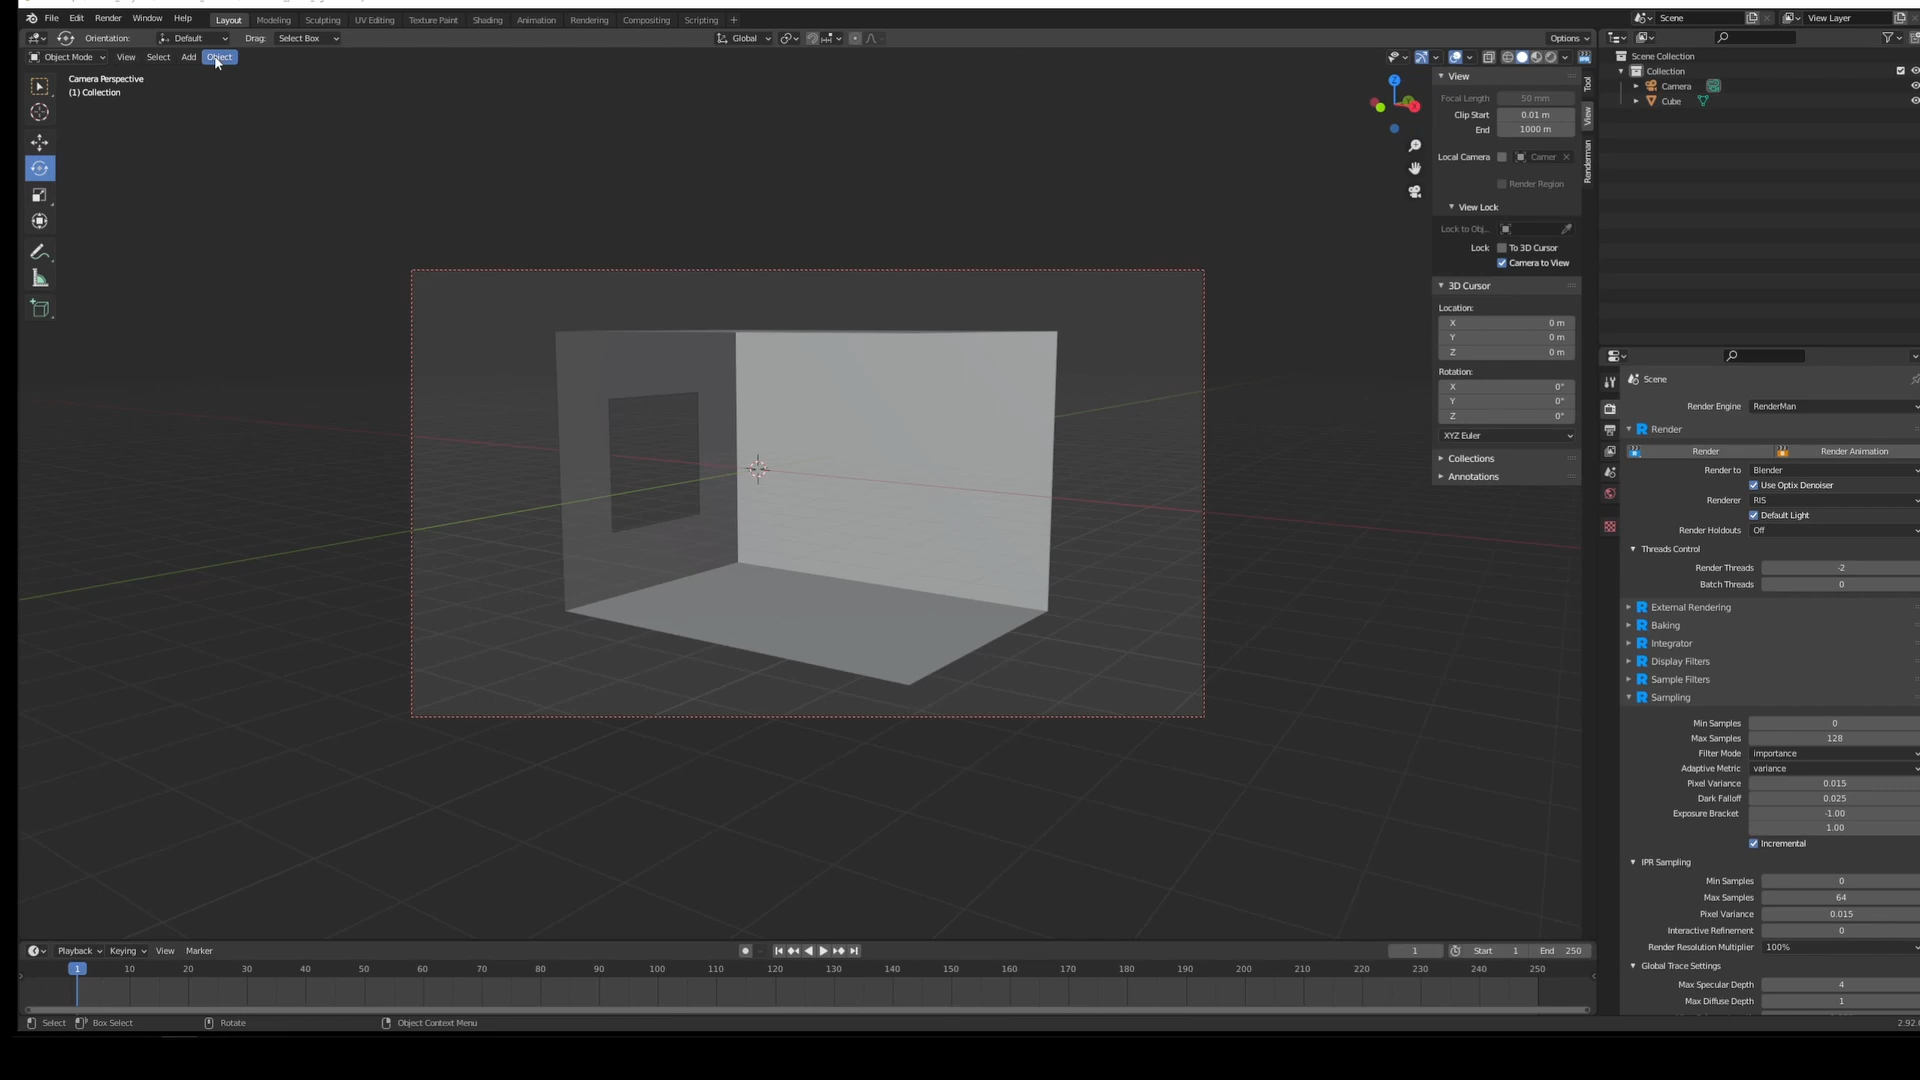 File Edit Render Window Help Layout Modeling Sculpting UV Editing Texture Paint Shading Animation Rendering Compositing Scripting + Scene View Layer
Orientation: Default Drag: Select Box Global Options
Object Mode View Select Add Object
Camera Perspective
(1) Collection
View
Focal Length 50 mm
Clip Start 0.01 m
End 1000 m
Local Camera Camer
Render Region
View Lock
Lock to Obj...
Lock To 3D Cursor
Camera to View
3D Cursor
Location:
X 0 m
Y 0 m
Z 0 m
Rotation:
X 0°
Y 0°
Z 0°
XYZ Euler
Collections
Annotations
Tool
View
Renderman
Z
Y
X
Scene Collection
Collection
Camera
Cube
Scene
Render Engine RenderMan
Render
Render Render Animation
Render to Blender
Use Optix Denoiser
Renderer RIS
Default Light
Render Holdouts Off
Threads Control
Render Threads -2
Batch Threads 0
External Rendering
Baking
Integrator
Display Filters
Sample Filters
Sampling
Min Samples 0
Max Samples 128
Filter Mode importance
Adaptive Metric variance
Pixel Variance 0.015
Dark Falloff 0.025
Exposure Bracket -1.00
1.00
Incremental
IPR Sampling
Min Samples 0
Max Samples 64
Pixel Variance 0.015
Interactive Refinement 0
Render Resolution Multiplier 100%
Global Trace Settings
Max Specular Depth 4
Max Diffuse Depth 1
Playback Keying View Marker 1 Start 1 End 250
1 10 20 30 40 50 60 70 80 90 100 110 120 130 140 150 160 170 180 190 200 210 220 230 240 250
Select Box Select Rotate Object Context Menu 2.92.0